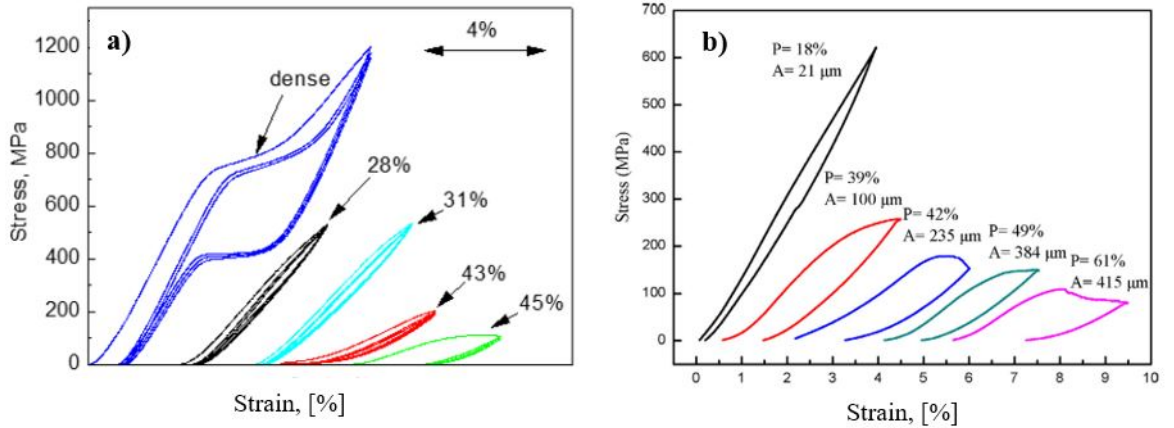 a)
4%
dense
28%
31%
43%
45%
1200
1000
800
600
400
200
0
Stress, MPa
Strain, [%]
b)
P= 18%
A= 21 µm
P= 39%
A= 100 µm
P= 42%
A= 235 µm
P= 49%
A= 384 µm
P= 61%
A= 415 µm
700
600
500
400
300
200
100
0
Stress (MPa)
0 1 2 3 4 5 6 7 8 9 10
Strain, [%]